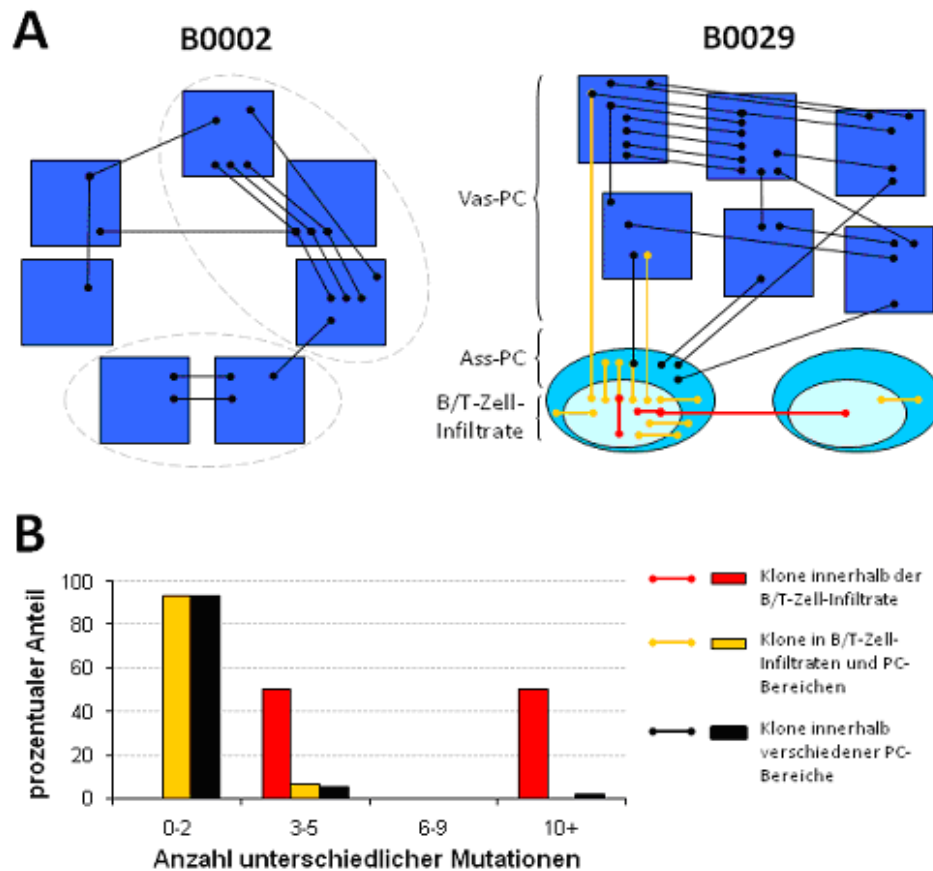 A
B0002
B0029
Vas-PC
Ass-PC
B/T-Zell-
Infiltrate
B
prozentualer Anteil
100
80
60
40
20
0
0-2
3-5
6-9
10+
Anzahl unterschiedlicher Mutationen
Klone innerhalb der
B/T-Zell-Infiltrate
Klone in B/T-Zell-
Infiltraten und PC-
Bereichen
Klone innerhalb
verschiedener PC-
Bereiche